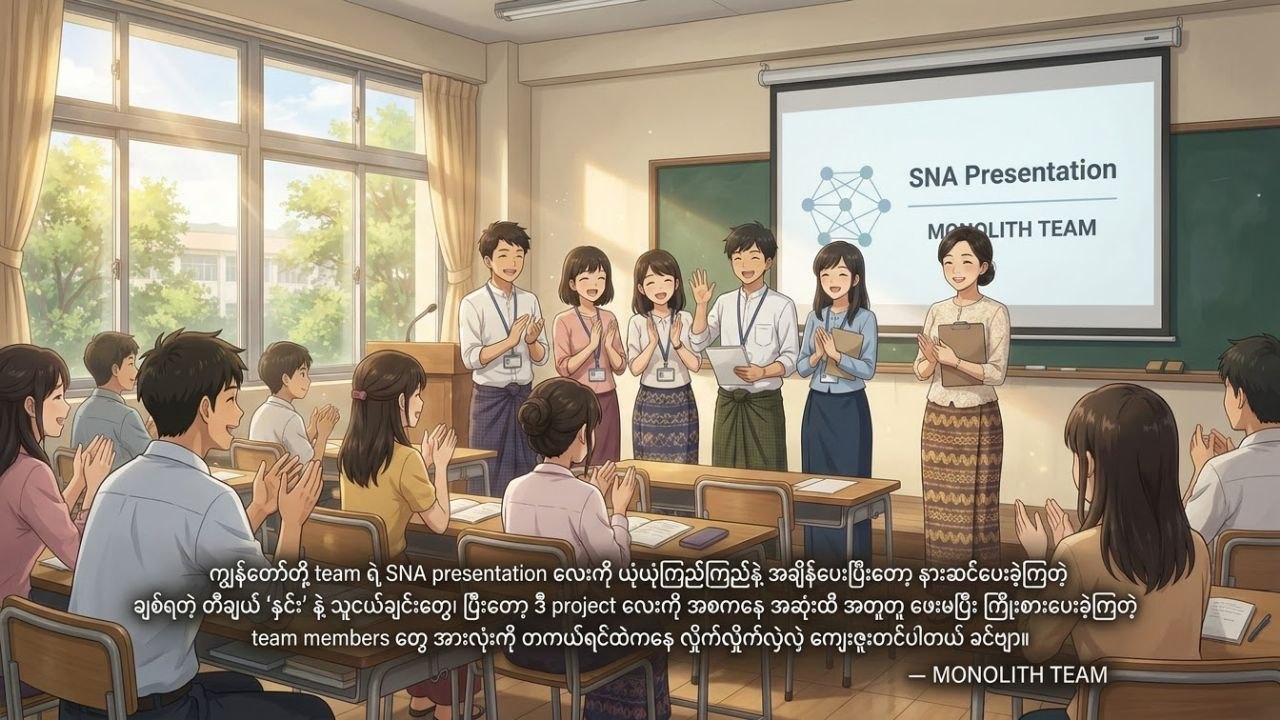 SNA Presentation
MONOLITH TEAM
ကျွန်တော်တို့ team ရဲ့ SNA presentation လေးကို ယုံယုံကြည်ကြည်နဲ့ အချိန်ပေးပြီးတော့ နားဆင်ပေးခဲ့ကြတဲ့
ချစ်ရတဲ့ တီချယ် ‘နှင်း’ နဲ့ သူငယ်ချင်းတွေ၊ ပြီးတော့ ဒီ project လေးကို အစကနေ အဆုံးထိ အတူတူ ဖေးမပြီး ကြိုးစားပေးခဲ့ကြတဲ့
team members တွေ အားလုံးကို တကယ်ရင်ထဲကနေ လှိုက်လှိုက်လှဲလှဲ ကျေးဇူးတင်ပါတယ် ခင်ဗျာ။
— MONOLITH TEAM